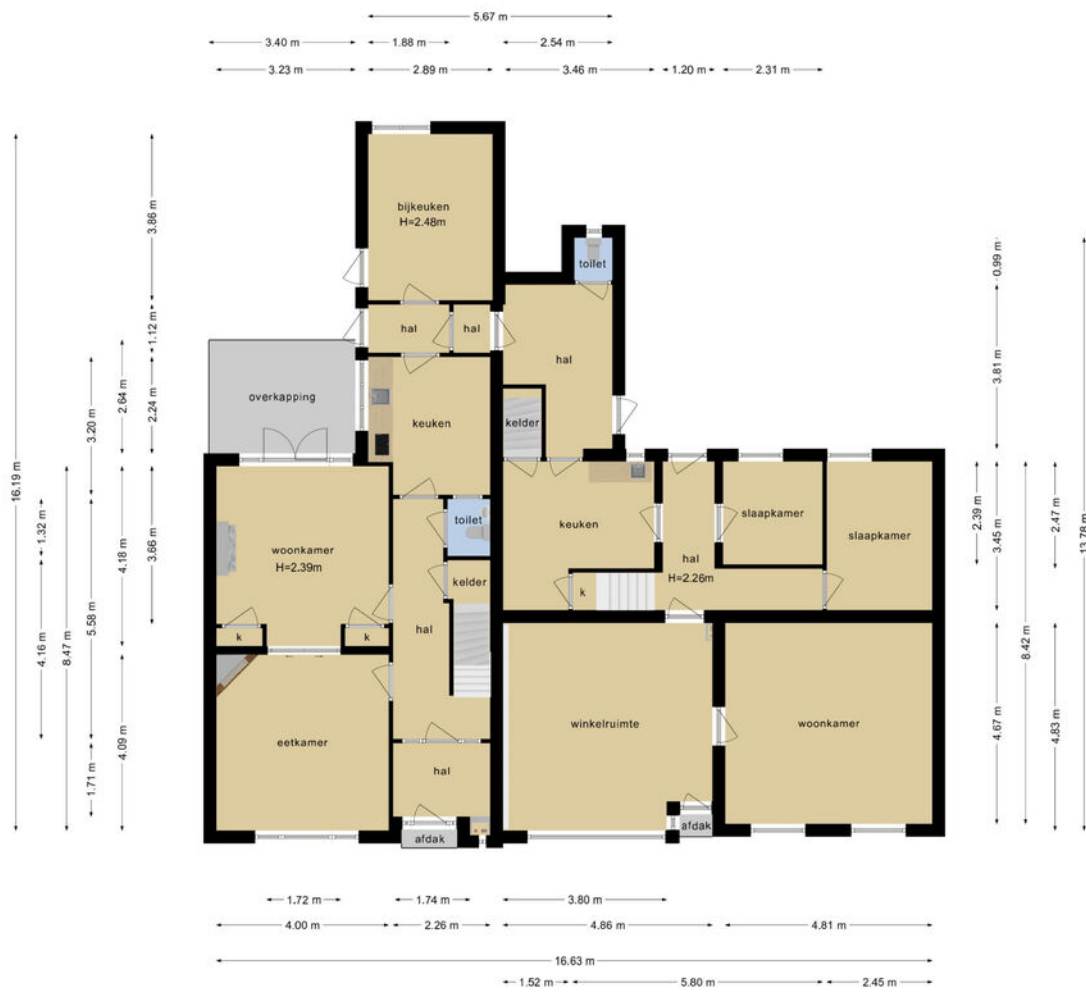 5.67 m
3.40 m
1.88 m
2.54 m
3.23 m
2.89 m
3.46 m
1.20 m
2.31 m
16.19 m
3.86 m
1.12 m
2.24 m
2.64 m
3.20 m
3.66 m
4.18 m
1.32 m
5.58 m
8.47 m
4.16 m
4.09 m
1.71 m
bijkeuken
H=2.48m
toilet
hal
hal
hal
overkapping
keuken
kelder
toilet
woonkamer
H=2.39m
kelder
keuken
k
hal
H=2.26m
slaapkamer
slaapkamer
k
k
hal
eetkamer
hal
afdak
winkelruimte
afdak
woonkamer
0.99 m
3.81 m
13.78 m
2.39 m
3.45 m
2.47 m
8.42 m
4.67 m
4.83 m
1.72 m
1.74 m
3.80 m
4.00 m
2.26 m
4.86 m
4.81 m
16.63 m
1.52 m
5.80 m
2.45 m